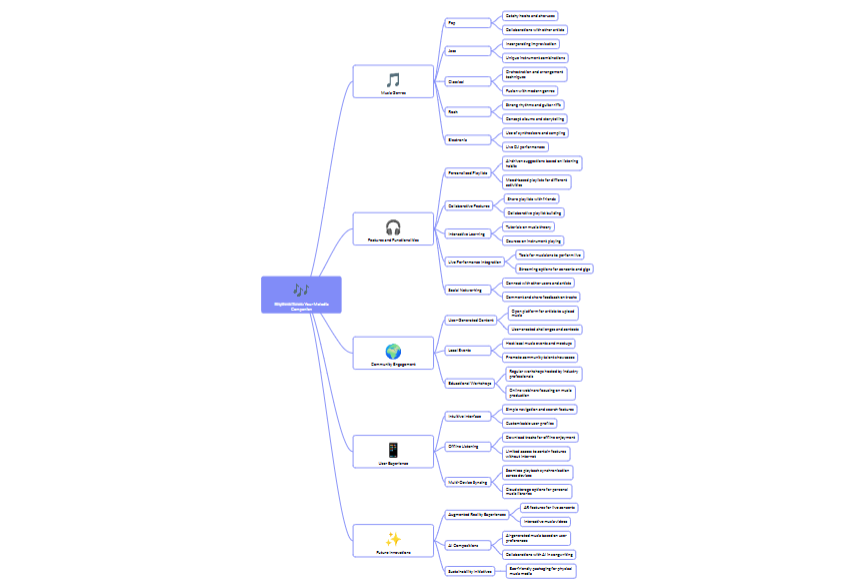 Pop
Catchy hooks and choruses
Collaborations with other artists
Jazz
Incorporating improvisation
Unique instrument combinations
Music Genres
Classical
Orchestration and arrangement
techniques
Fusion with modern genres
Rock
Strong rhythms and guitar riffs
Concept albums and storytelling
Electronic
Use of synthesizers and sampling
Live DJ performances
Personalized Playlists
AI-driven suggestions based on listening
habits
Mood-based playlists for different
activities
Features and Functionalities
Collaborative Features
Share playlists with friends
Collaborative playlist building
Interactive Learning
Tutorials on music theory
Courses on instrument playing
Live Performance Integration
Tools for musicians to perform live
Streaming options for concerts and gigs
Social Networking
Connect with other users and artists
Comment and share feedback on tracks
Your Melodic
Companion
User-Generated Content
Open platform for artists to upload
music
User-created challenges and contests
Community Engagement
Local Events
Host local music events and meetups
Promote community talent showcases
Educational Workshops
Regular workshops hosted by industry
professionals
Online webinars focusing on music
production
Intuitive Interface
Simple navigation and search features
Customizable user profiles
User Experience
Offline Listening
Download tracks for offline enjoyment
Limited access to certain features
without internet
Multi-Device Syncing
Seamless playback synchronization
across devices
Cloud storage options for personal
music libraries
Augmented Reality Experiences
AR features for live concerts
Interactive music videos
Future Innovations
AI Compositions
AI-generated music based on user
preferences
Collaborations with AI in songwriting
Sustainability Initiatives
Eco-friendly packaging for physical
music media